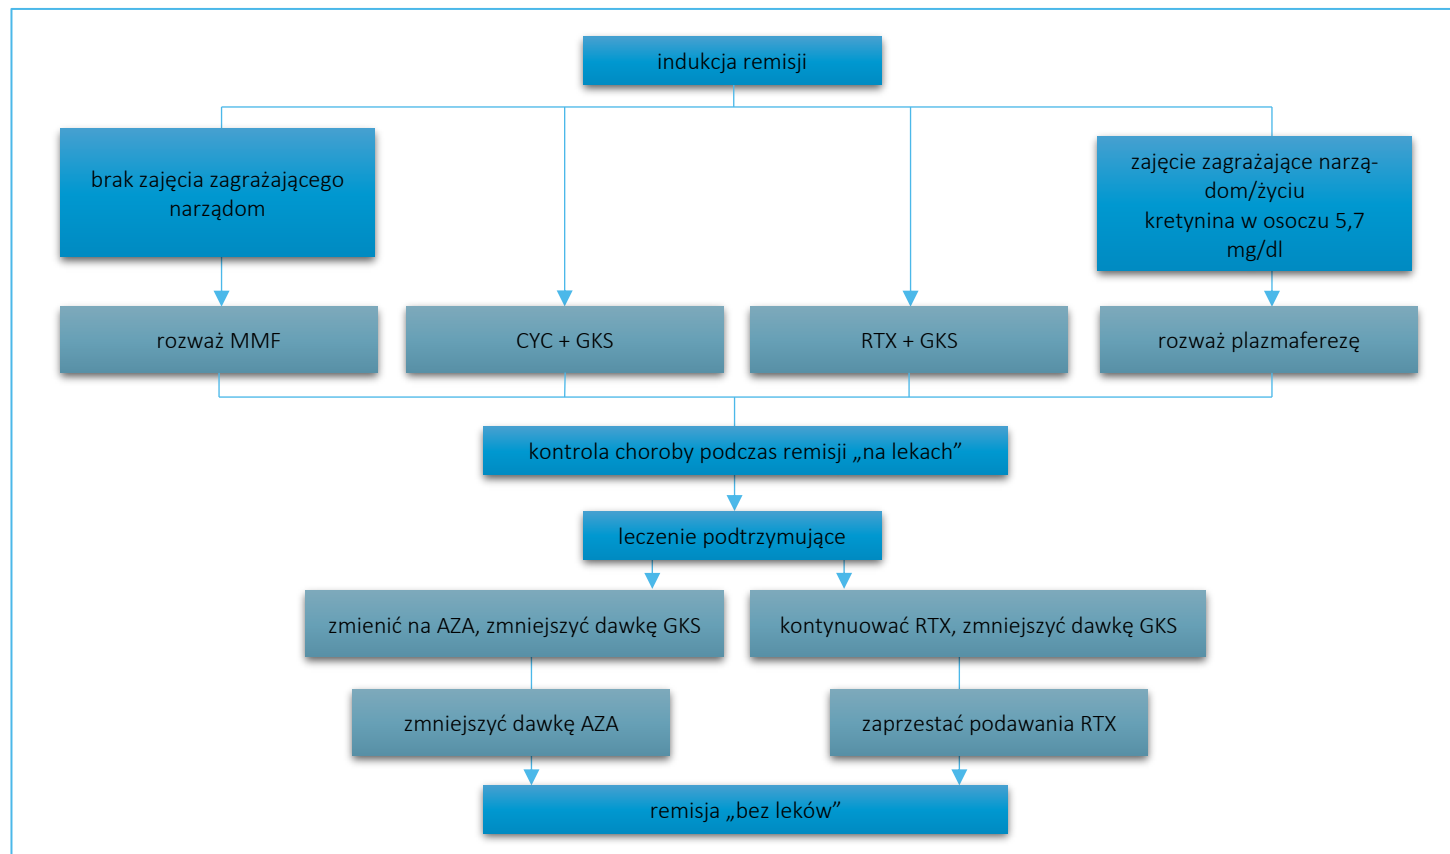 indukcja remisji
brak zajęcia zagrażającego
narządom
zajęcie zagrażające narzą-
dom/życiu
kretynina w osoczu 5,7
mg/dl
rozważ MMF
CYC + GKS
RTX + GKS
rozważ plazmaferezę
kontrola choroby podczas remisji „na lekach”
leczenie podtrzymujące
zmienić na AZA, zmniejszyć dawkę GKS
kontynuować RTX, zmniejszyć dawkę GKS
zmniejszyć dawkę AZA
zaprzestać podawania RTX
remisja „bez leków”